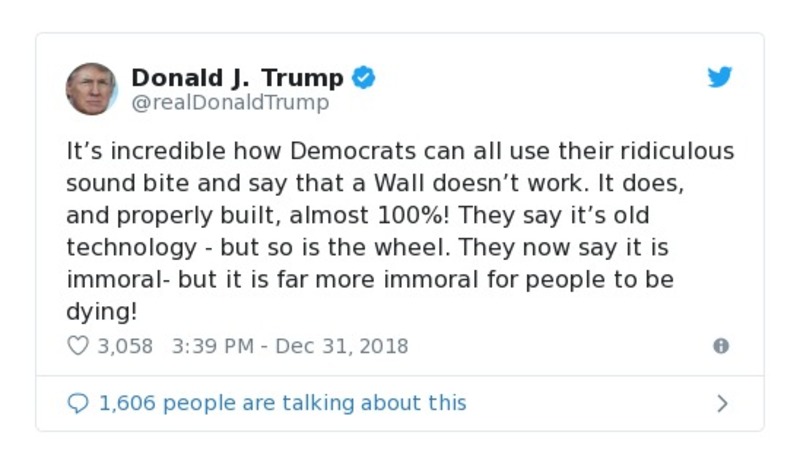 Donald J. Trump
@realDonaldTrump
It’s incredible how Democrats can all use their ridiculous
sound bite and say that a Wall doesn’t work. It does,
and properly built, almost 100%! They say it’s old
technology - but so is the wheel. They now say it is
immoral- but it is far more immoral for people to be
dying!
3,058 3:39 PM - Dec 31, 2018
1,606 people are talking about this